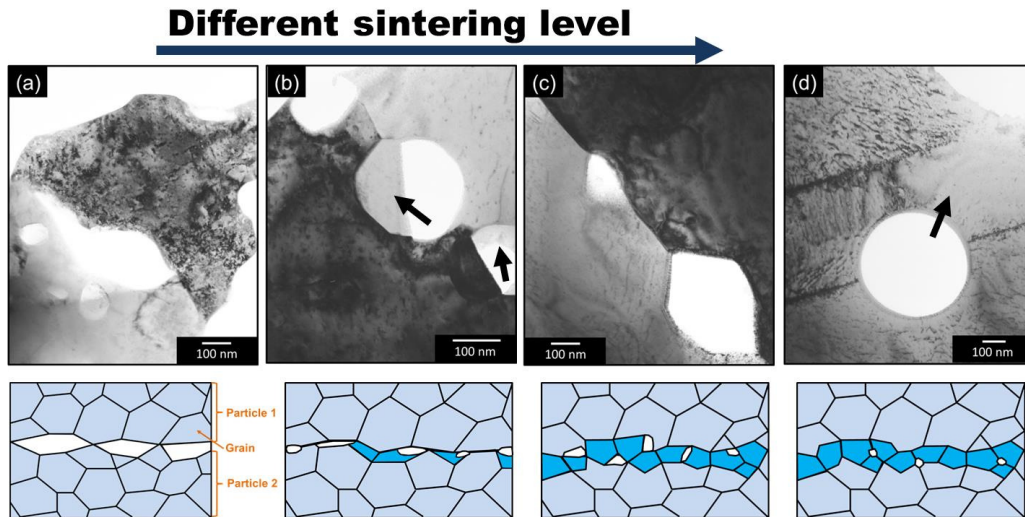 Different sintering level
(a)
(b)
(c)
(d)
100 nm
100 nm
100 nm
100 nm
Particle 1
Grain
Particle 2